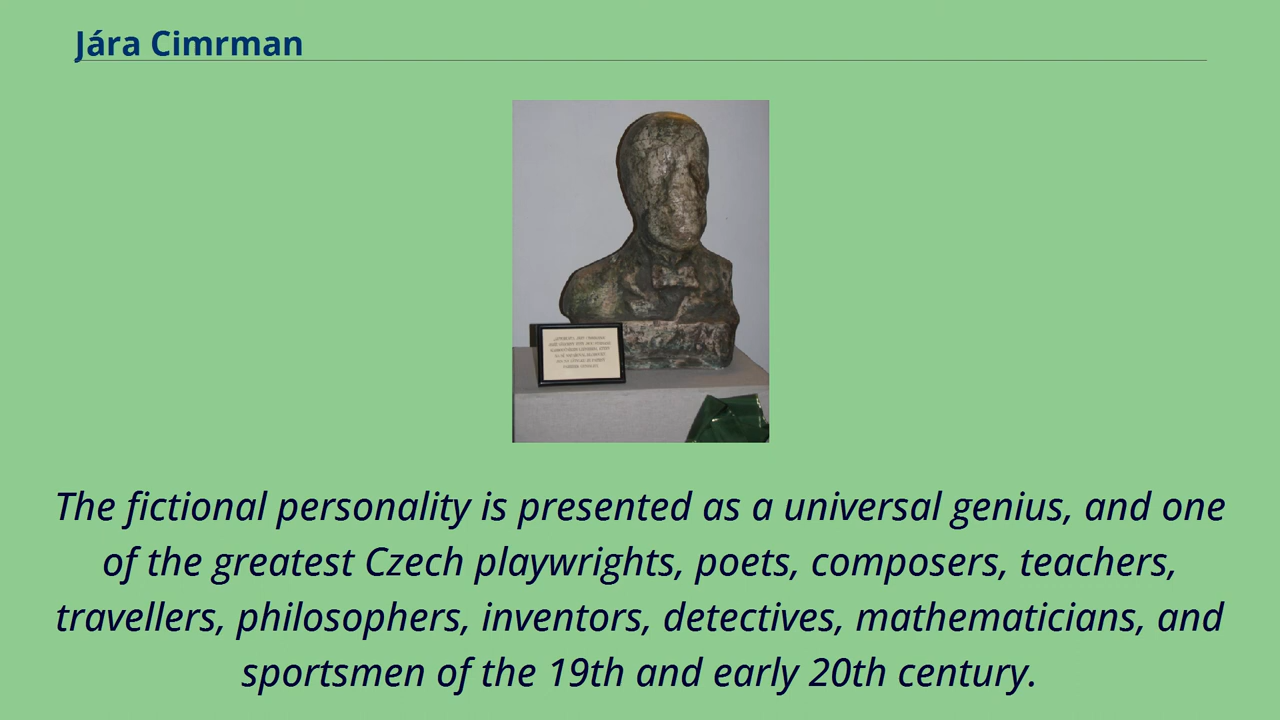 Jára Cimrman
The fictional personality is presented as a universal genius, and one
of the greatest Czech playwrights, poets, composers, teachers,
travellers, philosophers, inventors, detectives, mathematicians, and
sportsmen of the 19th and early 20th century.